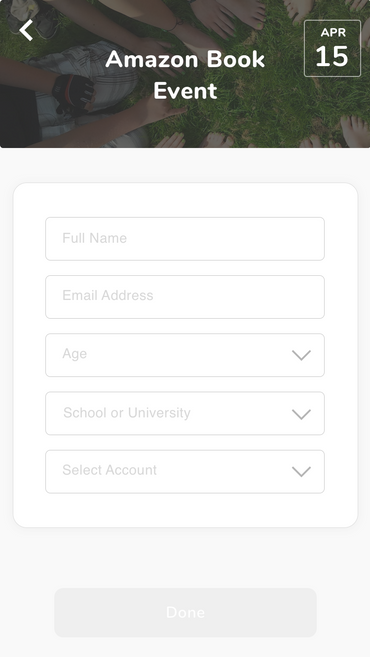 APR
15
Amazon Book
Event
Full Name
Email Address
Age
School or University
Select Account
Done